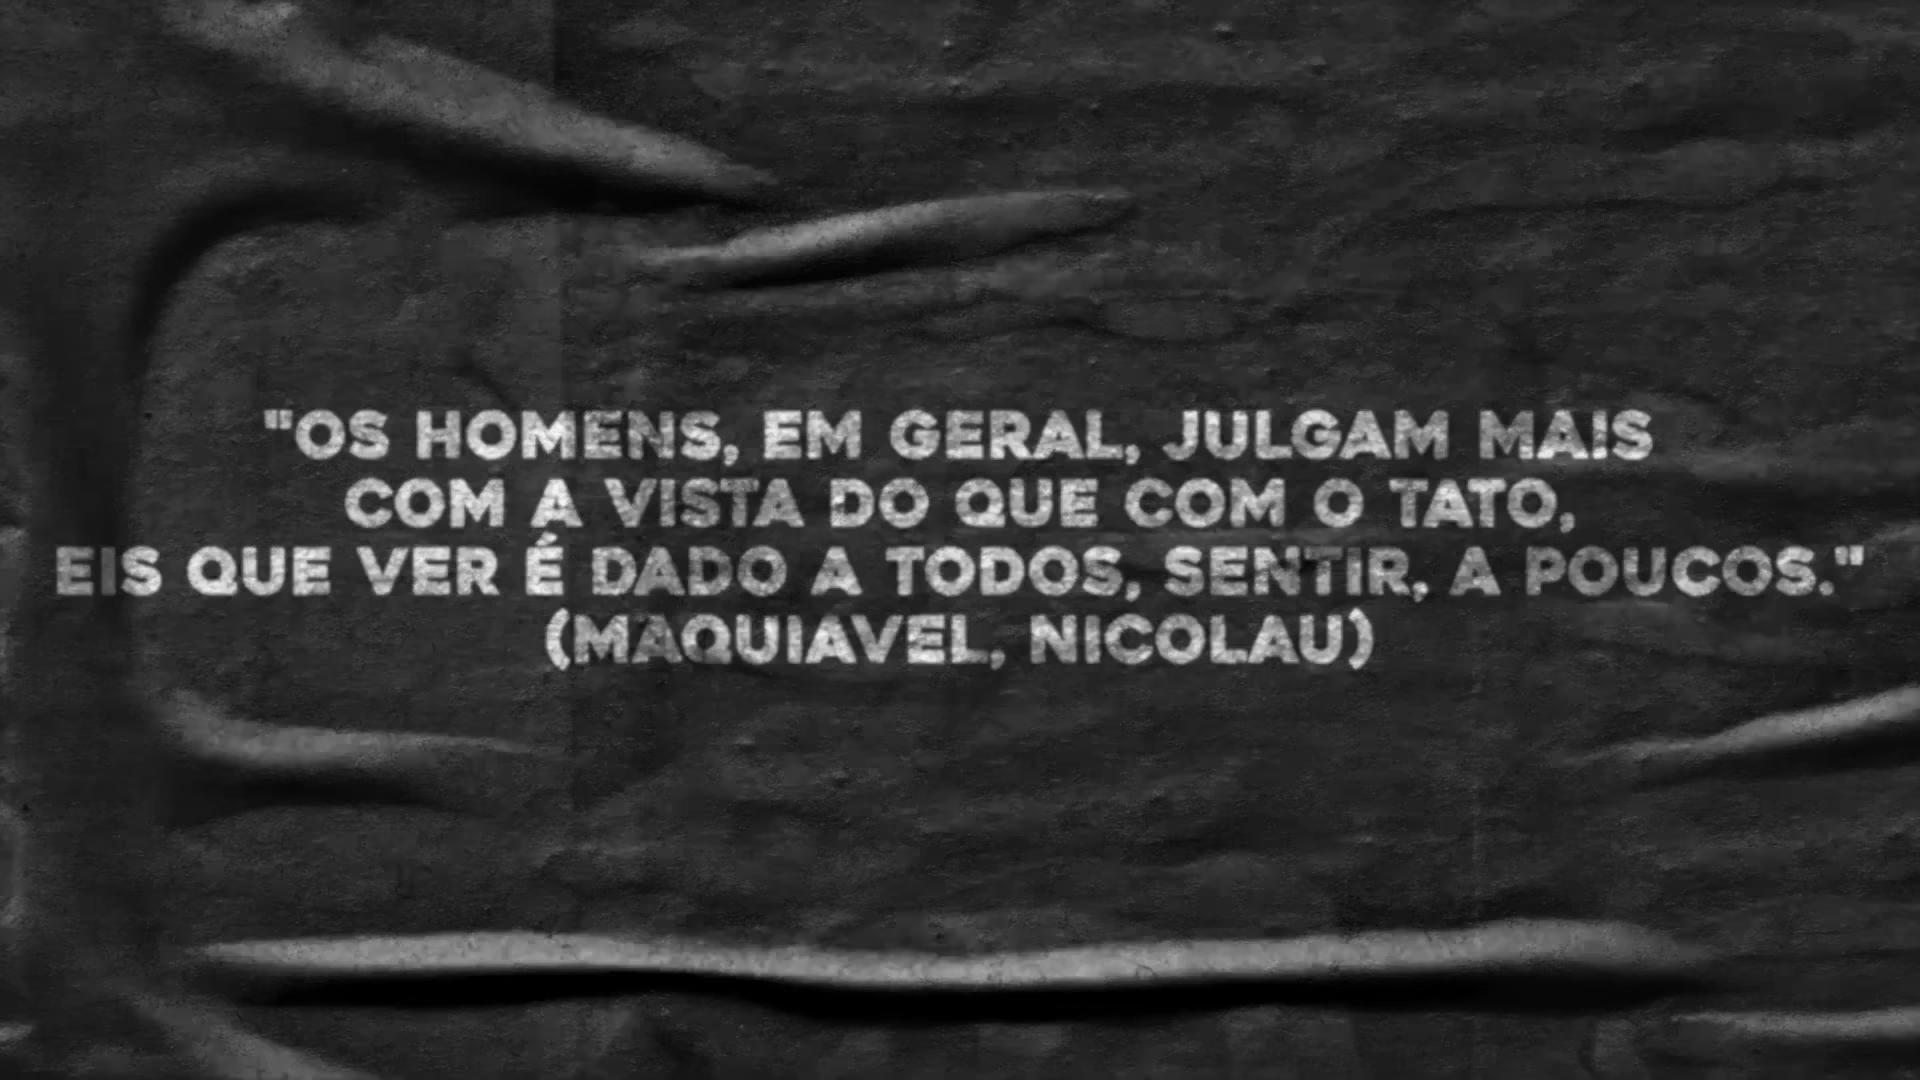 "OS HOMENS, EM GERAL, JULGAM MAIS
COM A VISTA DO QUE COM O TATO,
EIS QUE VER É DADO A TODOS, SENTIR, A POUCOS."
(MAQUIAVEL, NICOLAU)